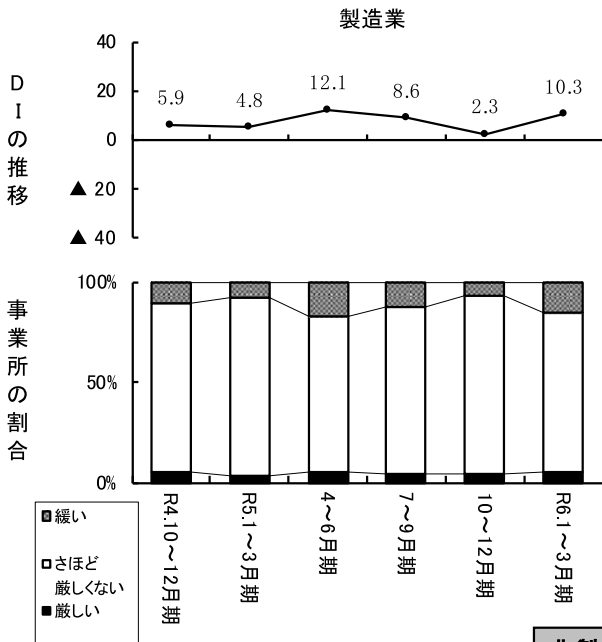 製造業
DIの推移
40
20
0
▲ 20
▲ 40
5.9
4.8
12.1
8.6
2.3
10.3
事業所の割合
100%
50%
0%
R4.10～12月期
R5.1～3月期
4～6月期
7～9月期
10～12月期
R6.1～3月期
緩い
さほど
厳しくない
厳しい